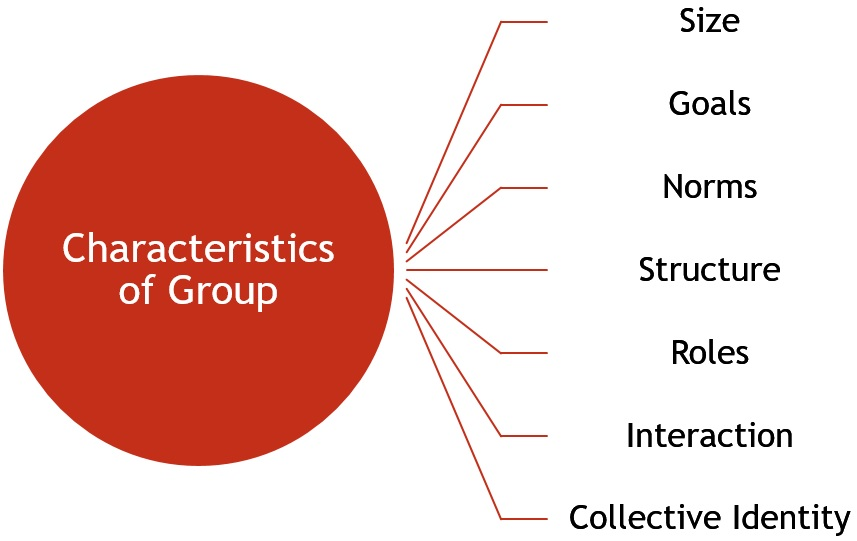 Characteristics
of Group
Size
Goals
Norms
Structure
Roles
Interaction
Collective Identity